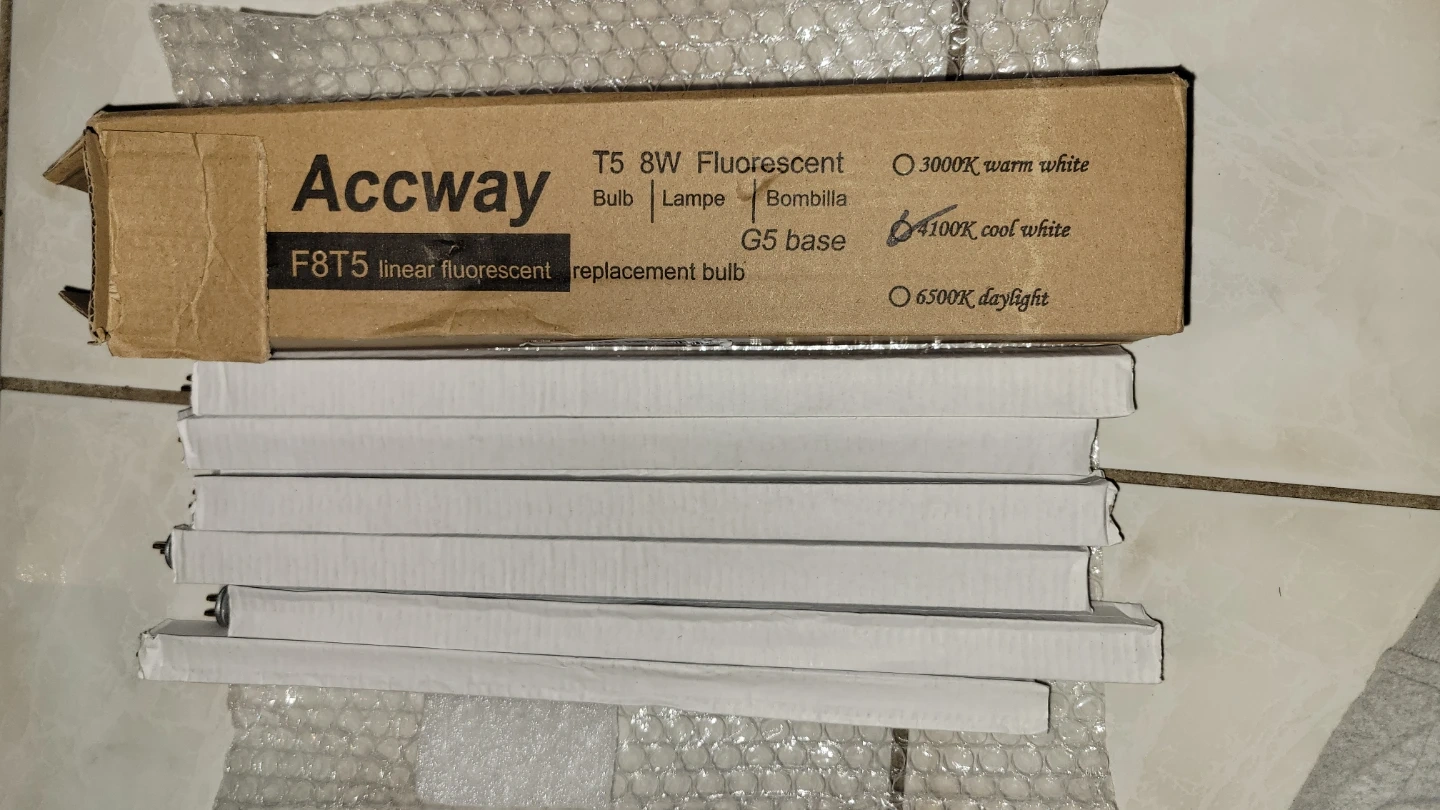 Accway
F8T5 linear fluorescent replacement bulb
T5 8W Fluorescent
Bulb | Lampe | Bombilla
G5 base
3000K warm white
4100K cool white
6500K daylight